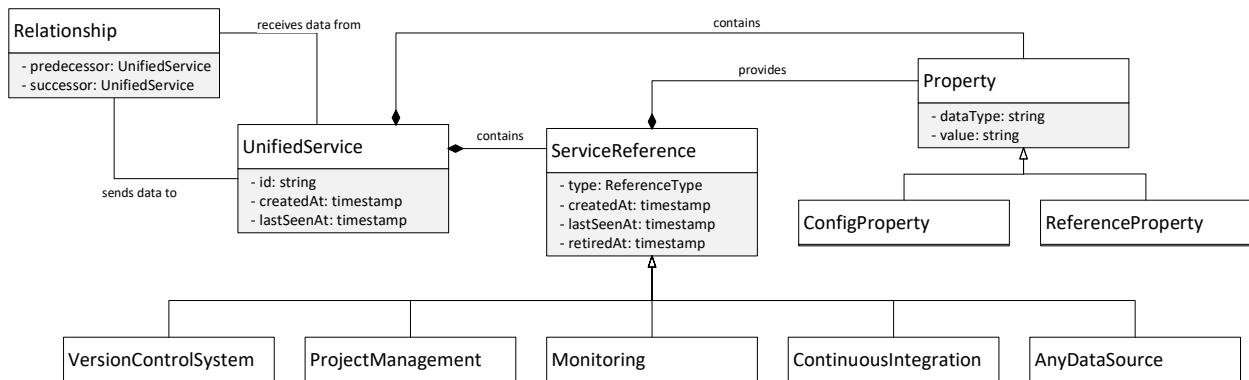 Relationship
- predecessor: UnifiedService
- successor: UnifiedService
receives data from
contains
provides
Property
- dataType: string
- value: string
UnifiedService
- id: string
- createdAt: timestamp
- lastSeenAt: timestamp
contains
ServiceReference
- type: ReferenceType
- createdAt: timestamp
- lastSeenAt: timestamp
- retiredAt: timestamp
sends data to
ConfigProperty
ReferenceProperty
VersionControlSystem
ProjectManagement
Monitoring
ContinuousIntegration
AnyDataSource